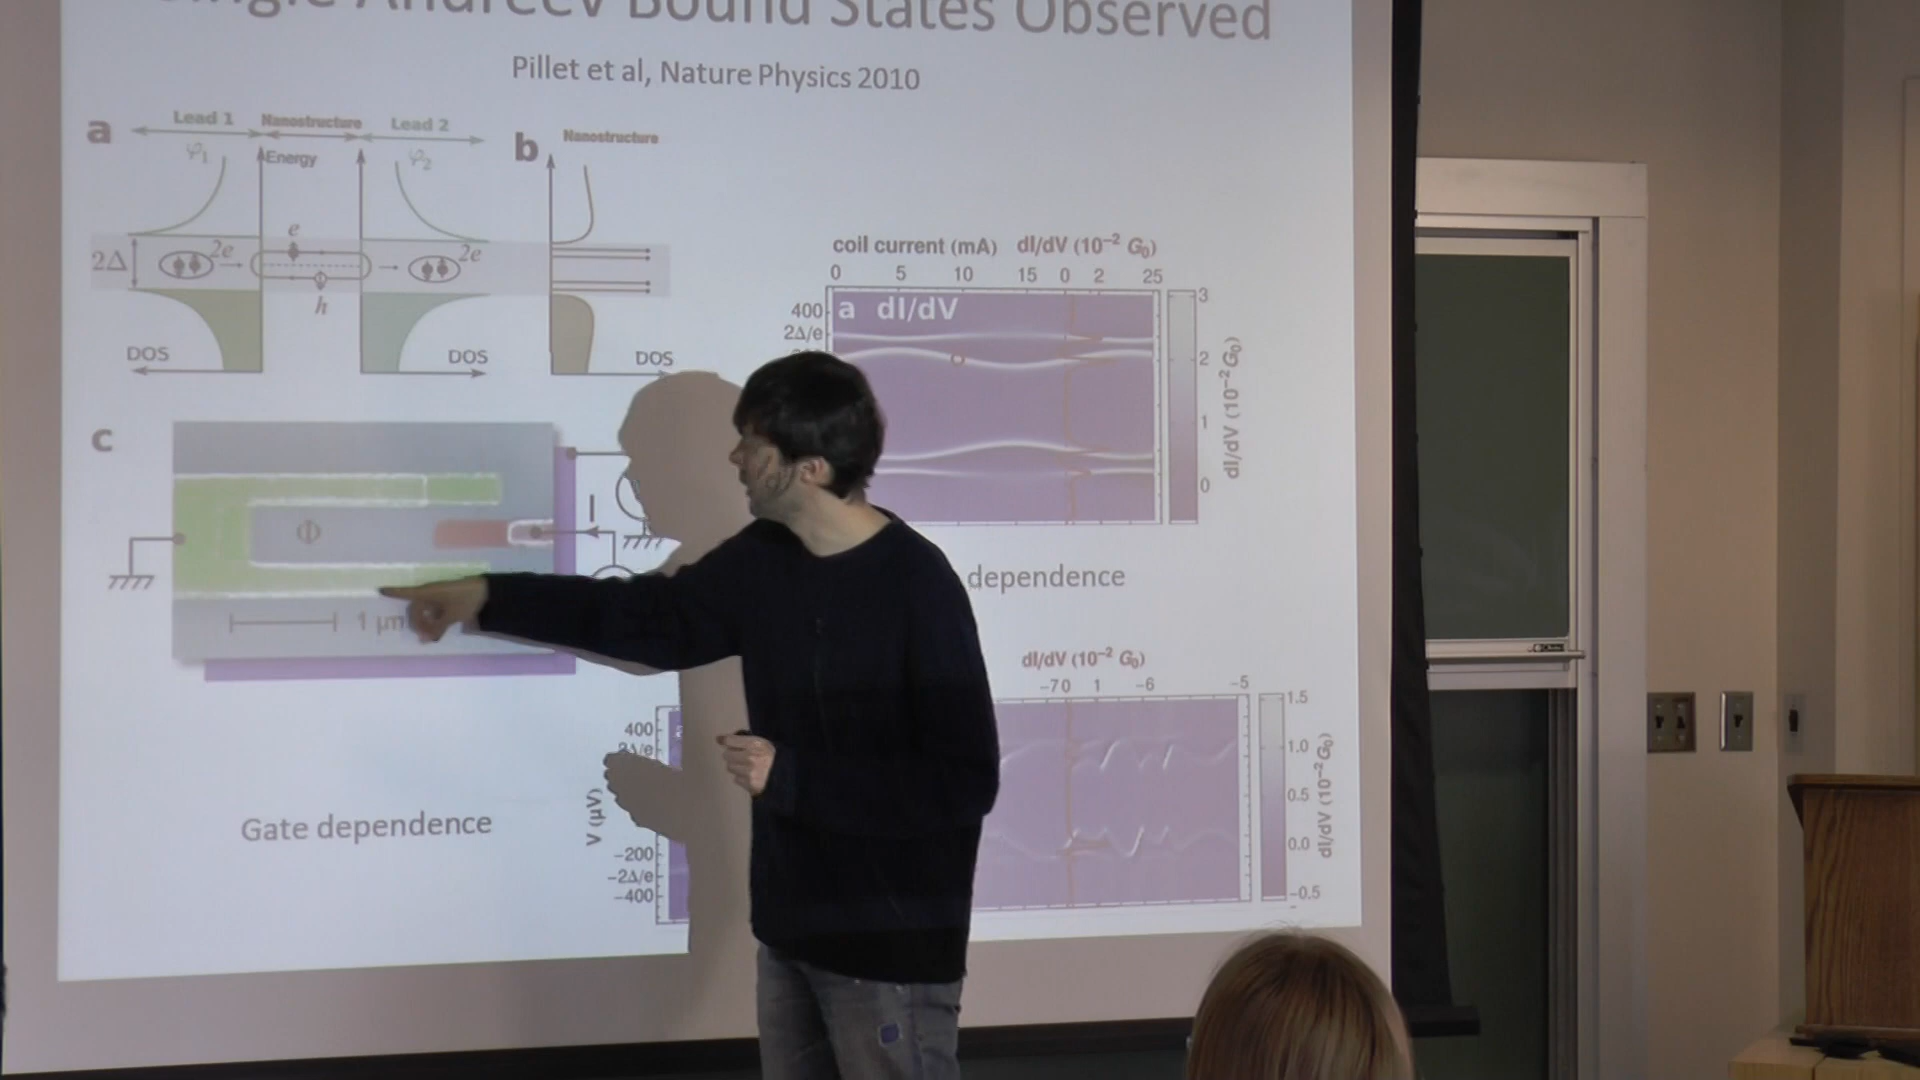 Single Andreev Bound States Observed
Pillet et al, Nature Physics 2010
a
Lead 1 Nanostructure Lead 2
φ1 Energy φ2
2Δ 2e e 2e
h
DOS DOS
b
Nanostructure
DOS
coil current (mA) dI/dV (10⁻² G₀)
0 5 10 15 0 2 25
400 a dI/dV 3
2Δ/e
2
1
0
dI/dV (10⁻² G₀)
c
Φ
I
1 μm
dependence
Gate dependence
dI/dV (10⁻² G₀)
-7 0 1 -6 -5
400
2Δ/e
-200
-2Δ/e
-400
V (μV)
1.5
1.0
0.5
0.0
-0.5
dI/dV (10⁻² G₀)